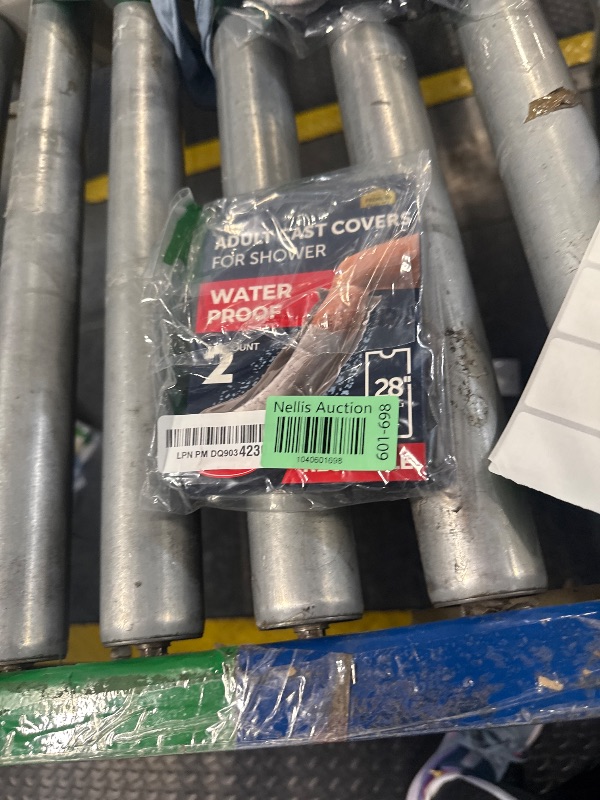 ADULT CAST COVERS
FOR SHOWER
WATER
PROOF
2
28"
LPN PM DQ903423
Nellis Auction
1040601698
601-698